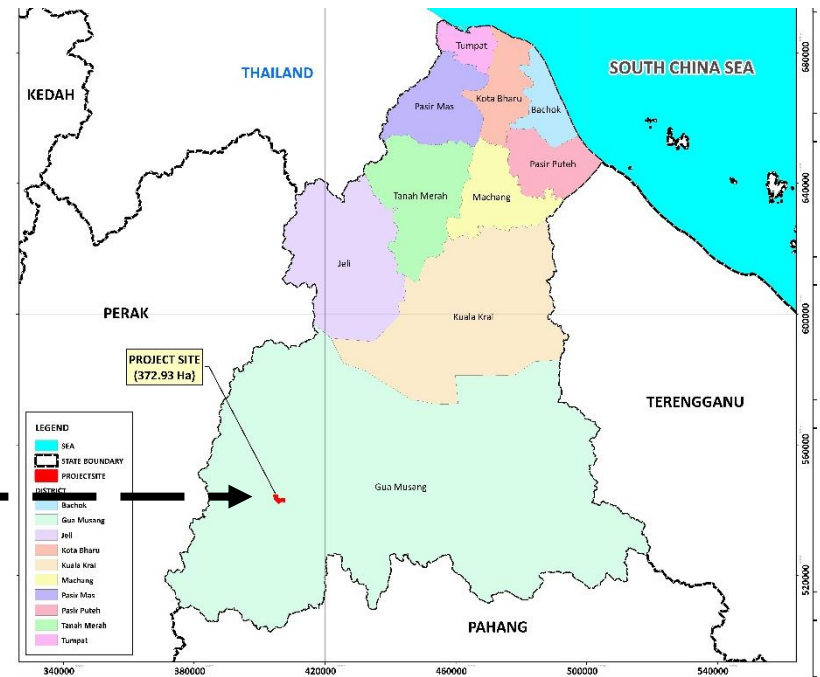 Tumpat
THAILAND
SOUTH CHINA SEA
KEDAH
Pasir Mas
Kota Bharu
Bachok
Pasir Puteh
Tanah Merah
Machang
Jeli
PERAK
Kuala Krai
PROJECT SITE
(372.93 Ha)
TERENGGANU
Gua Musang
PAHANG
LEGEND
SEA
STATE BOUNDARY
PROJECTSITE
DISTRICT
Bachok
Gua Musang
Jeli
Kota Bharu
Kuala Krai
Machang
Pasir Mas
Pasir Puteh
Tanah Merah
Tumpat
680000
640000
600000
560000
520000
340000
380000
420000
460000
500000
540000